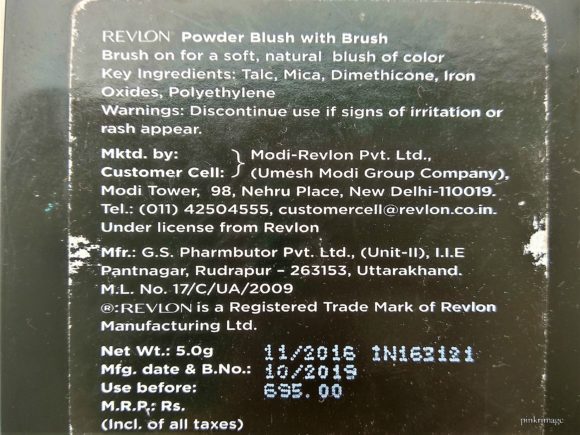 REVLON Powder Blush with Brush
Brush on for a soft, natural blush of color
Key Ingredients: Talc, Mica, Dimethicone, Iron
Oxides, Polyethylene
Warnings: Discontinue use if signs of irritation or
rash appear.
Mktd. by: } Modi-Revlon Pvt. Ltd.,
Customer Cell: (Umesh Modi Group Company),
Modi Tower, 98, Nehru Place, New Delhi-110019.
Tel.: (011) 42504555, customercell@revlon.co.in.
Under license from Revlon
Mfr.: G.S. Pharmbutor Pvt. Ltd., (Unit-II), I.I.E
Pantnagar, Rudrapur – 263153, Uttarakhand.
M.L. No. 17/C/UA/2009
®:REVLON is a Registered Trade Mark of Revlon
Manufacturing Ltd.
Net Wt.: 5.0g 11/2016 IN163121
Mfg. date & B.No.: 10/2019
Use before: 695.00
M.R.P.: Rs.
(Incl. of all taxes)
pinkrimage